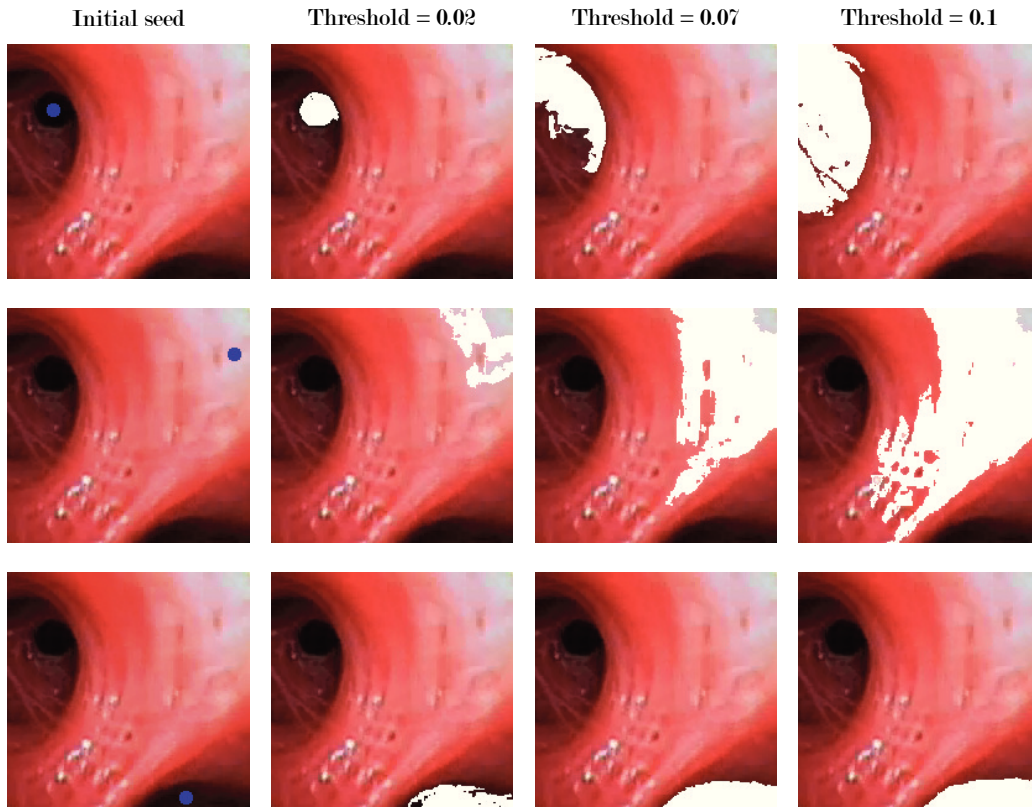 Initial seed Threshold = 0.02 Threshold = 0.07 Threshold = 0.1